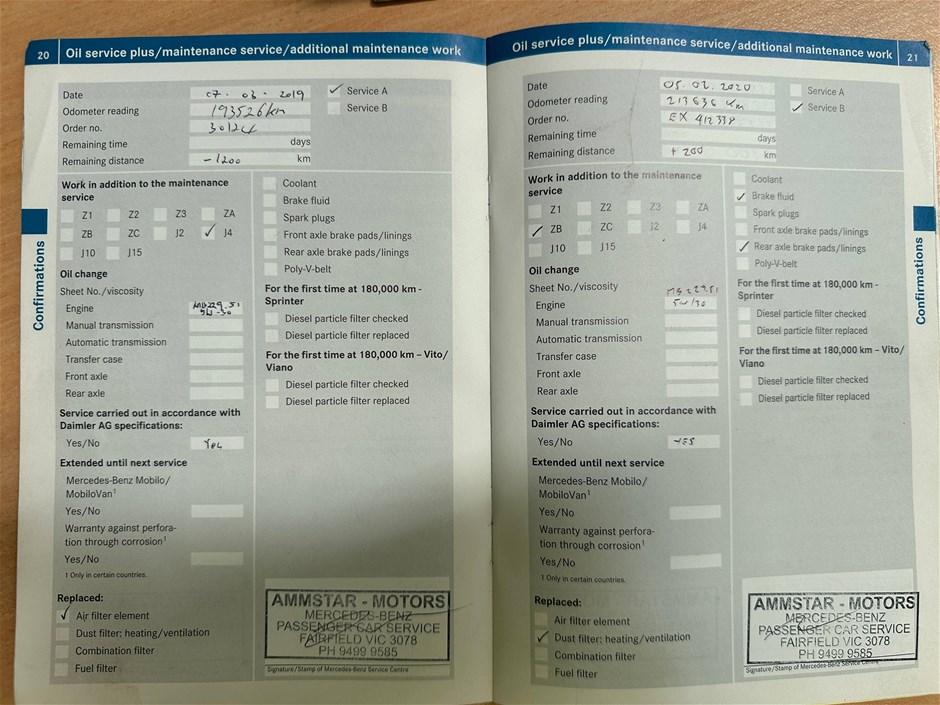 20 Oil service plus/maintenance service/additional maintenance work
Date 07.03.2019
Odometer reading 193526km
Order no.
Remaining time days
Remaining distance -1200 km
Service A
Service B
Work in addition to the maintenance
service
Z1 Z2 Z3 ZA
ZB ZC J2 J4
J10 J15
Oil change
Sheet No./viscosity
Engine 229.51
5W-30
Manual transmission
Automatic transmission
Transfer case
Front axle
Rear axle
Service carried out in accordance with
Daimler AG specifications:
Yes/No
Extended until next service
Mercedes-Benz Mobilo/
MobiloVan¹
Yes/No
Warranty against perfora-
tion through corrosion¹
Yes/No
1 Only in certain countries.
Replaced:
Air filter element
Dust filter: heating/ventilation
Combination filter
Fuel filter
Coolant
Brake fluid
Spark plugs
Front axle brake pads/linings
Rear axle brake pads/linings
Poly-V-belt
For the first time at 180,000 km -
Sprinter
Diesel particle filter checked
Diesel particle filter replaced
For the first time at 180,000 km – Vito/
Viano
Diesel particle filter checked
Diesel particle filter replaced
AMMSTAR - MOTORS
MERCEDES-BENZ
PASSENGER CAR SERVICE
FAIRFIELD VIC 3078
PH 9499 9585
Signature/Stamp of Mercedes-Benz Service Centre
Confirmations
Oil service plus/maintenance service/additional maintenance work 21
Date 05.02.2020
Odometer reading 213636 km
Order no. EX 412338
Remaining time days
Remaining distance + 200 km
Service A
Service B
Work in addition to the maintenance
service
Z1 Z2 Z3 ZA
ZB ZC J2 J4
J10 J15
Oil change
Sheet No./viscosity
Engine 5W/30
Manual transmission
Automatic transmission
Transfer case
Front axle
Rear axle
Service carried out in accordance with
Daimler AG specifications:
Yes/No YES
Extended until next service
Mercedes-Benz Mobilo/
MobiloVan¹
Yes/No
Warranty against perfora-
tion through corrosion¹
Yes/No
1 Only in certain countries.
Replaced:
Air filter element
Dust filter: heating/ventilation
Combination filter
Fuel filter
Coolant
Brake fluid
Spark plugs
Front axle brake pads/linings
Rear axle brake pads/linings
Poly-V-belt
For the first time at 180,000 km -
Sprinter
Diesel particle filter checked
Diesel particle filter replaced
For the first time at 180,000 km – Vito/
Viano
Diesel particle filter checked
Diesel particle filter replaced
AMMSTAR - MOTORS
MERCEDES-BENZ
PASSENGER CAR SERVICE
FAIRFIELD VIC 3078
PH 9499 9585
Signature/Stamp of Mercedes-Benz Service Centre
Confirmations